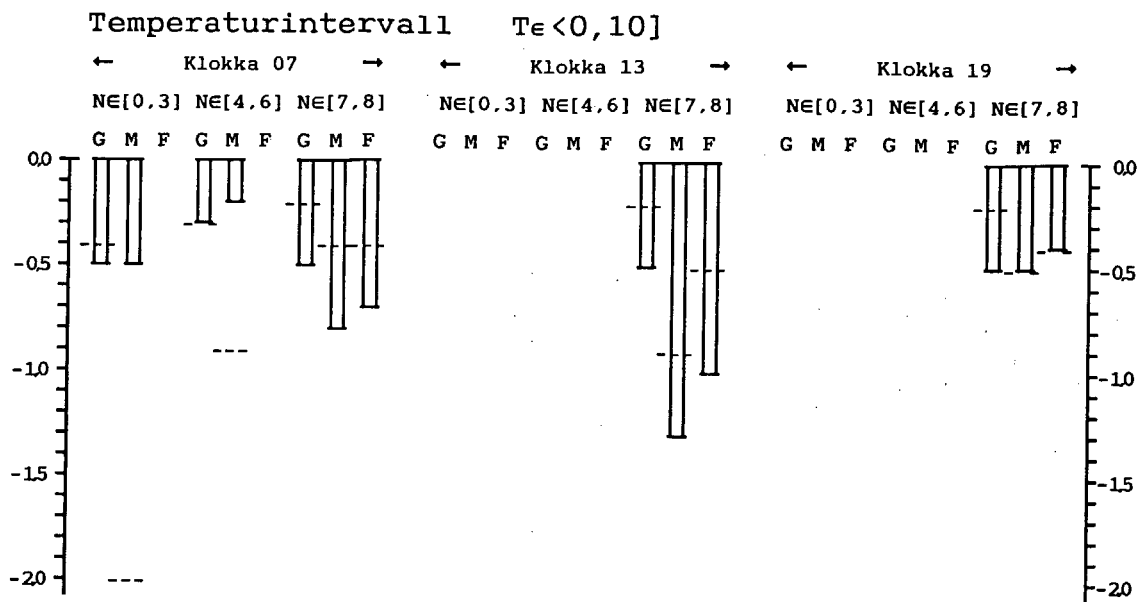 Temperaturintervall T∈<0,10]
← Klokka 07 → ← Klokka 13 → ← Klokka 19 →
N∈[0,3] N∈[4,6] N∈[7,8] N∈[0,3] N∈[4,6] N∈[7,8] N∈[0,3] N∈[4,6] N∈[7,8]
G M F G M F G M F G M F G M F G M F G M F G M F G M F
0,0 0,0
-0,5 -0,5
-1,0 -1,0
-1,5 -1,5
-2,0 -2,0